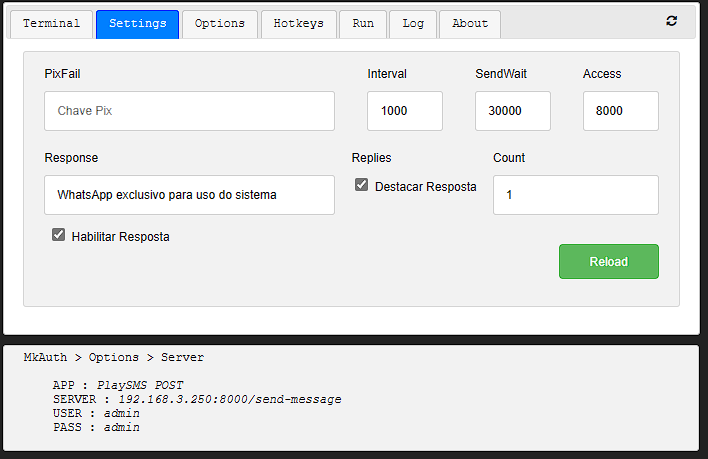 Terminal Settings Options Hotkeys Run Log About
PixFail Interval SendWait Access
Chave Pix 1000 30000 8000
Response Replies Count
WhatsApp exclusivo para uso do sistema Destacar Resposta 1
Habilitar Resposta
Reload
MkAuth > Options > Server
APP : PlaySMS POST
SERVER : 192.168.3.250:8000/send-message
USER : admin
PASS : admin